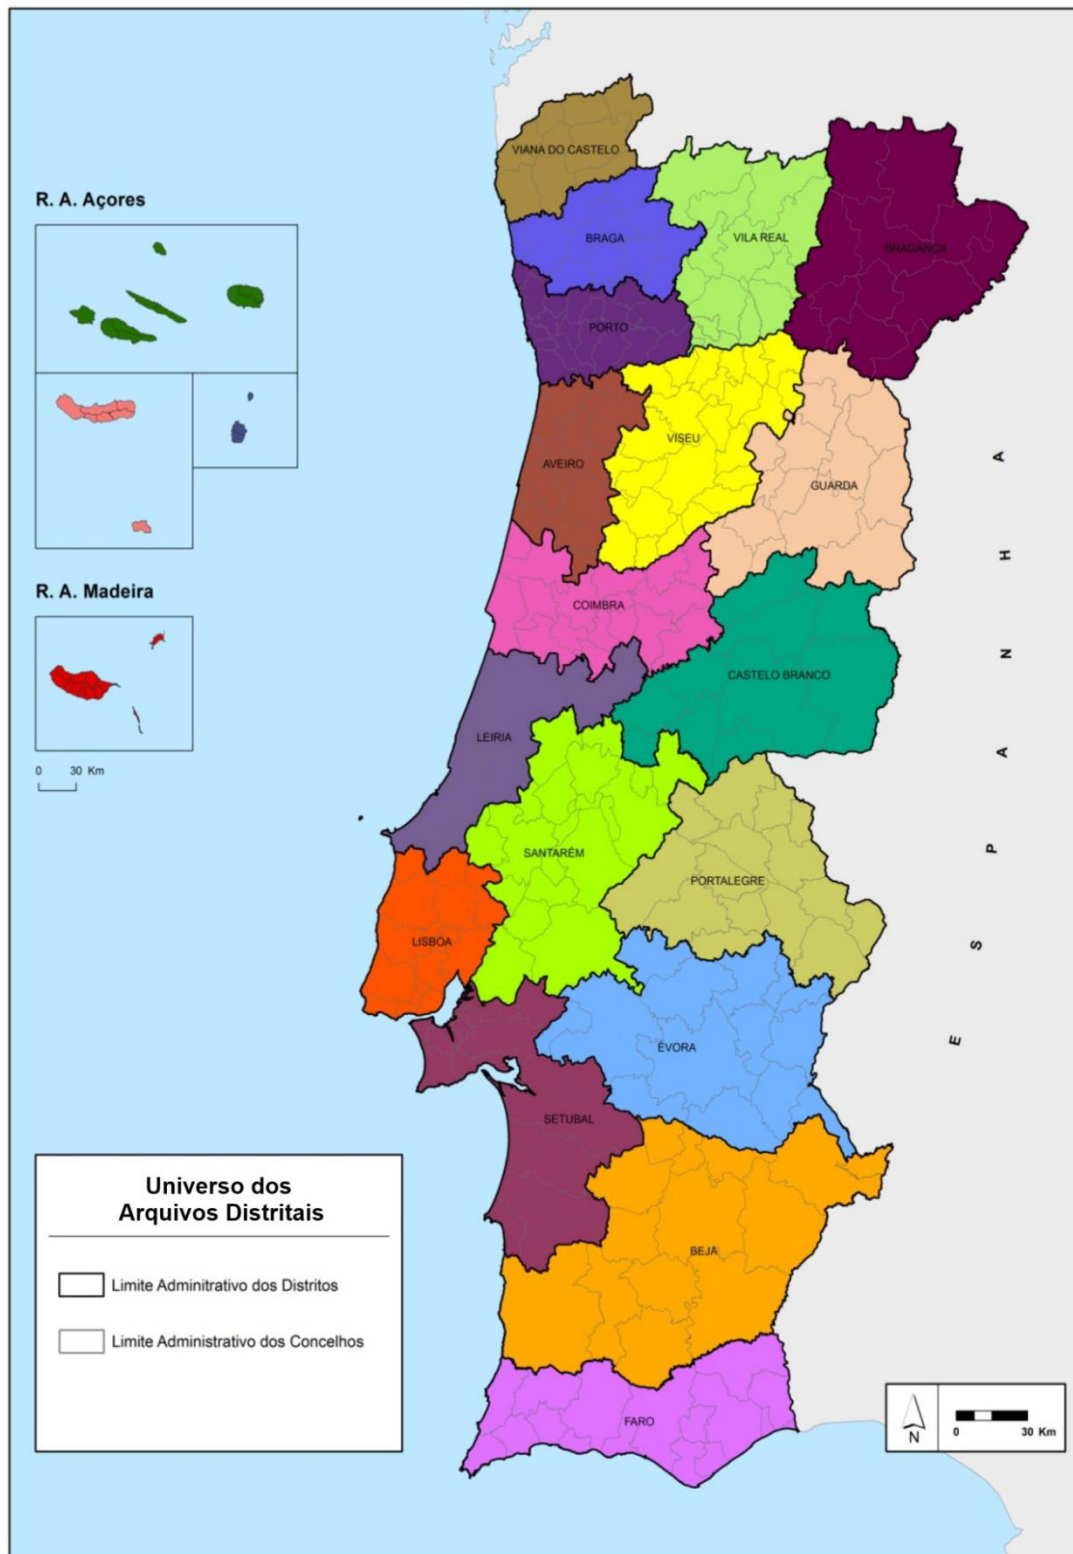 VIANA DO CASTELO
BRAGA
VILA REAL
BRAGANÇA
PORTO
R. A. Açores
AVEIRO
VISEU
GUARDA
COIMBRA
R. A. Madeira
0 30 Km
CASTELO BRANCO
LEIRIA
SANTARÉM
PORTALEGRE
LISBOA
ÉVORA
SETUBAL
BEJA
FARO
E S P A N H A
Universo dos
Arquivos Distritais
Limite Adminitrativo dos Distritos
Limite Administrativo dos Concelhos
N
0 30 Km